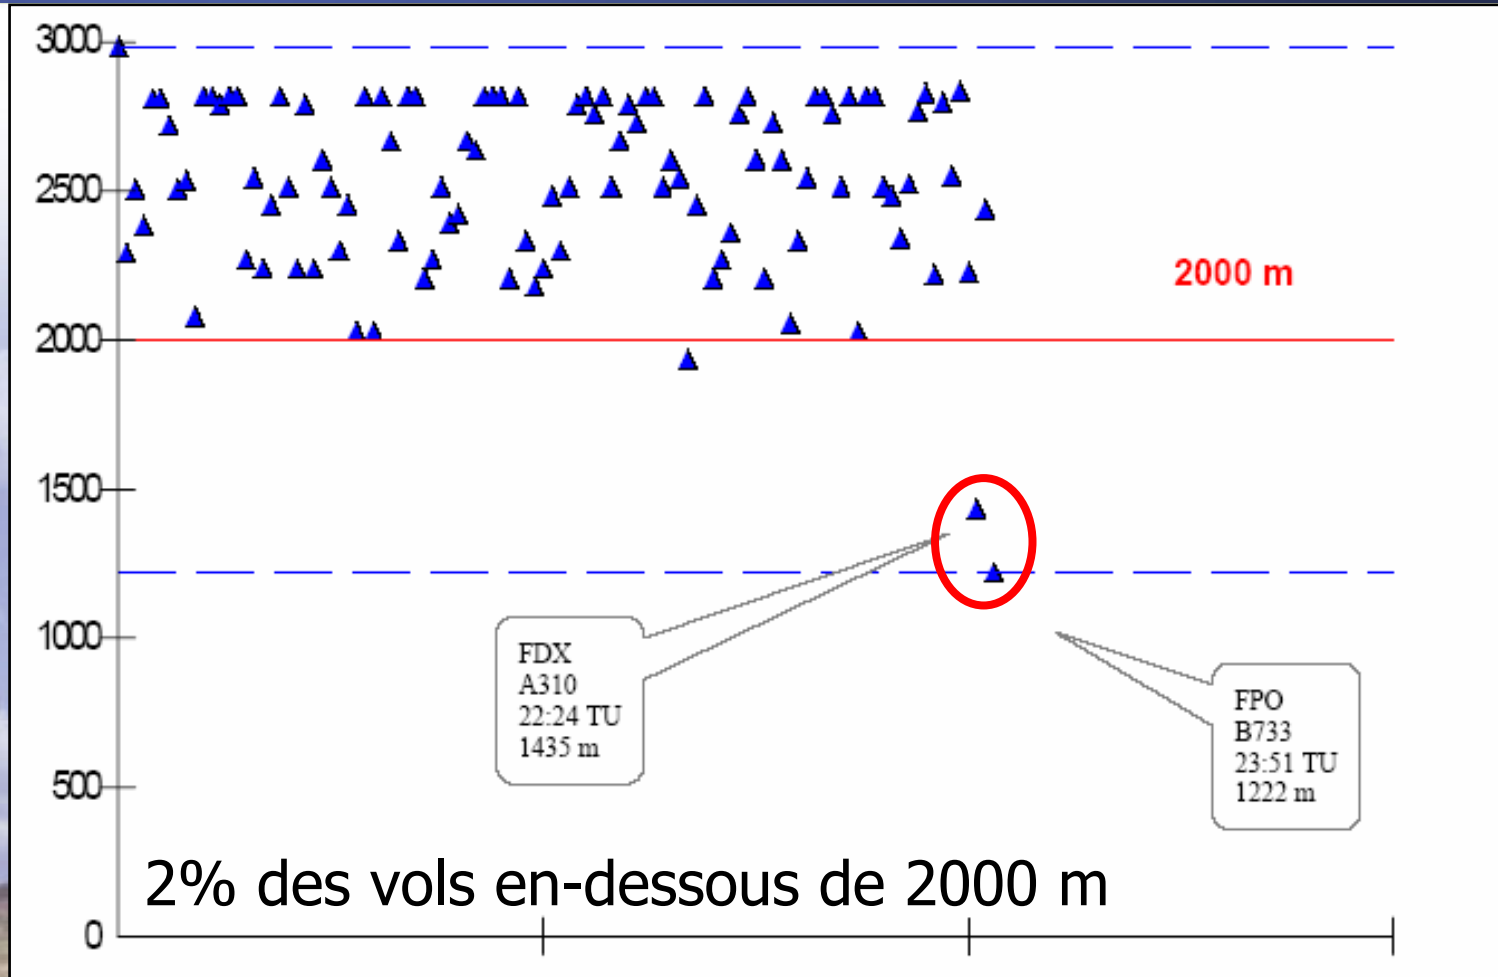 3000
2500
2000 m
2000
1500
1000
FDX
A310
22:24 TU
1435 m
FPO
B733
23:51 TU
1222 m
500
2% des vols en-dessous de 2000 m
0